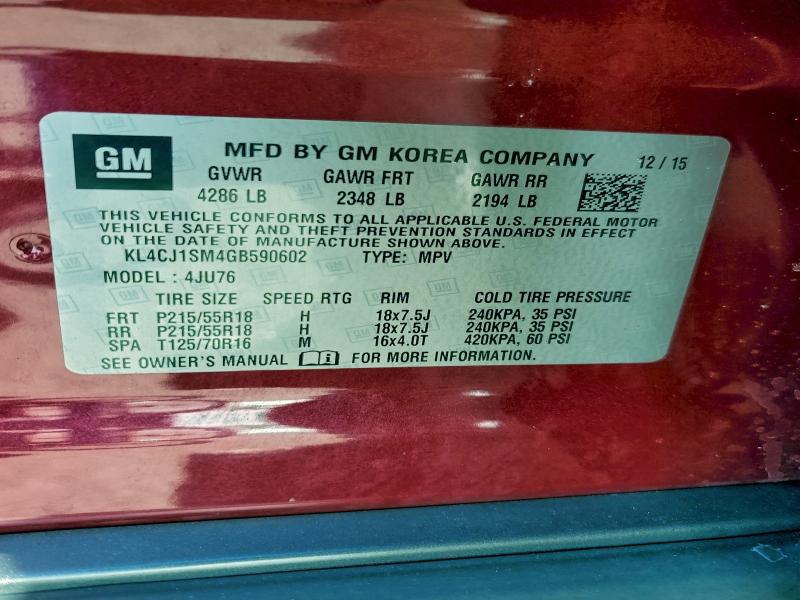 GM MFD BY GM KOREA COMPANY 12 / 15
GVWR GAWR FRT GAWR RR
4286 LB 2348 LB 2194 LB
THIS VEHICLE CONFORMS TO ALL APPLICABLE U.S. FEDERAL MOTOR
VEHICLE SAFETY AND THEFT PREVENTION STANDARDS IN EFFECT
ON THE DATE OF MANUFACTURE SHOWN ABOVE.
KL4CJ1SM4GB590602 TYPE: MPV
MODEL : 4JU76
TIRE SIZE SPEED RTG RIM COLD TIRE PRESSURE
FRT P215/55R18 H 18x7.5J 240KPA, 35 PSI
RR P215/55R18 H 18x7.5J 240KPA, 35 PSI
SPA T125/70R16 M 16x4.0T 420KPA, 60 PSI
SEE OWNER'S MANUAL FOR MORE INFORMATION.